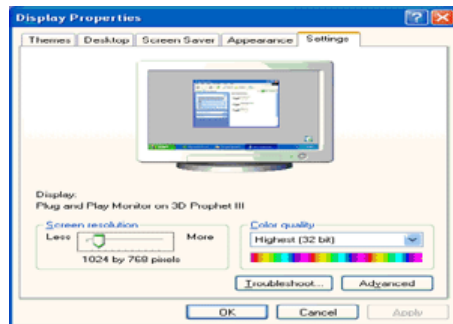 Display Properties
Themes Desktop Screen Saver Appearance Settings
Display:
Plug and Play Monitor on 3D Prophet III
Screen resolution
Less More
1024 by 768 pixels
Color quality
Highest (32 bit)
Troubleshoot... Advanced
OK Cancel Apply